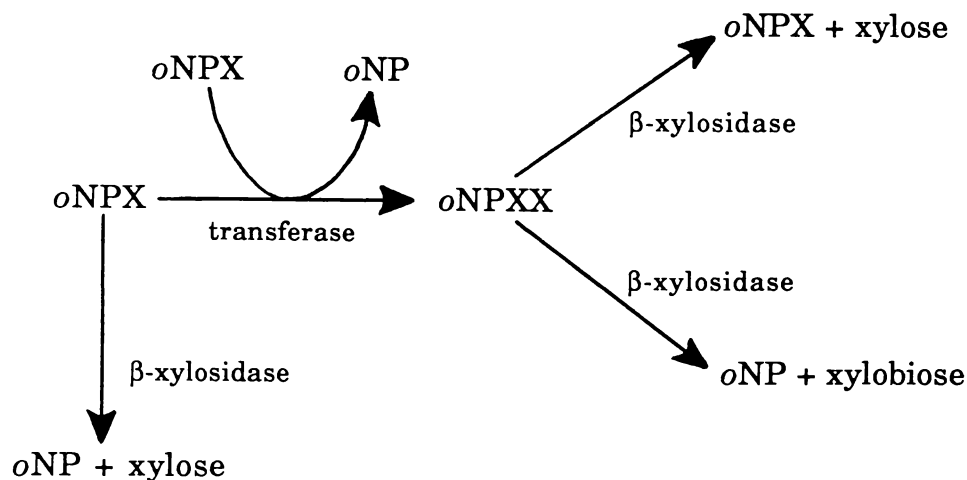 oNPX + xylose
oNPX
oNP
β-xylosidase
oNPX
oNPXX
transferase
β-xylosidase
β-xylosidase
oNP + xylobiose
oNP + xylose